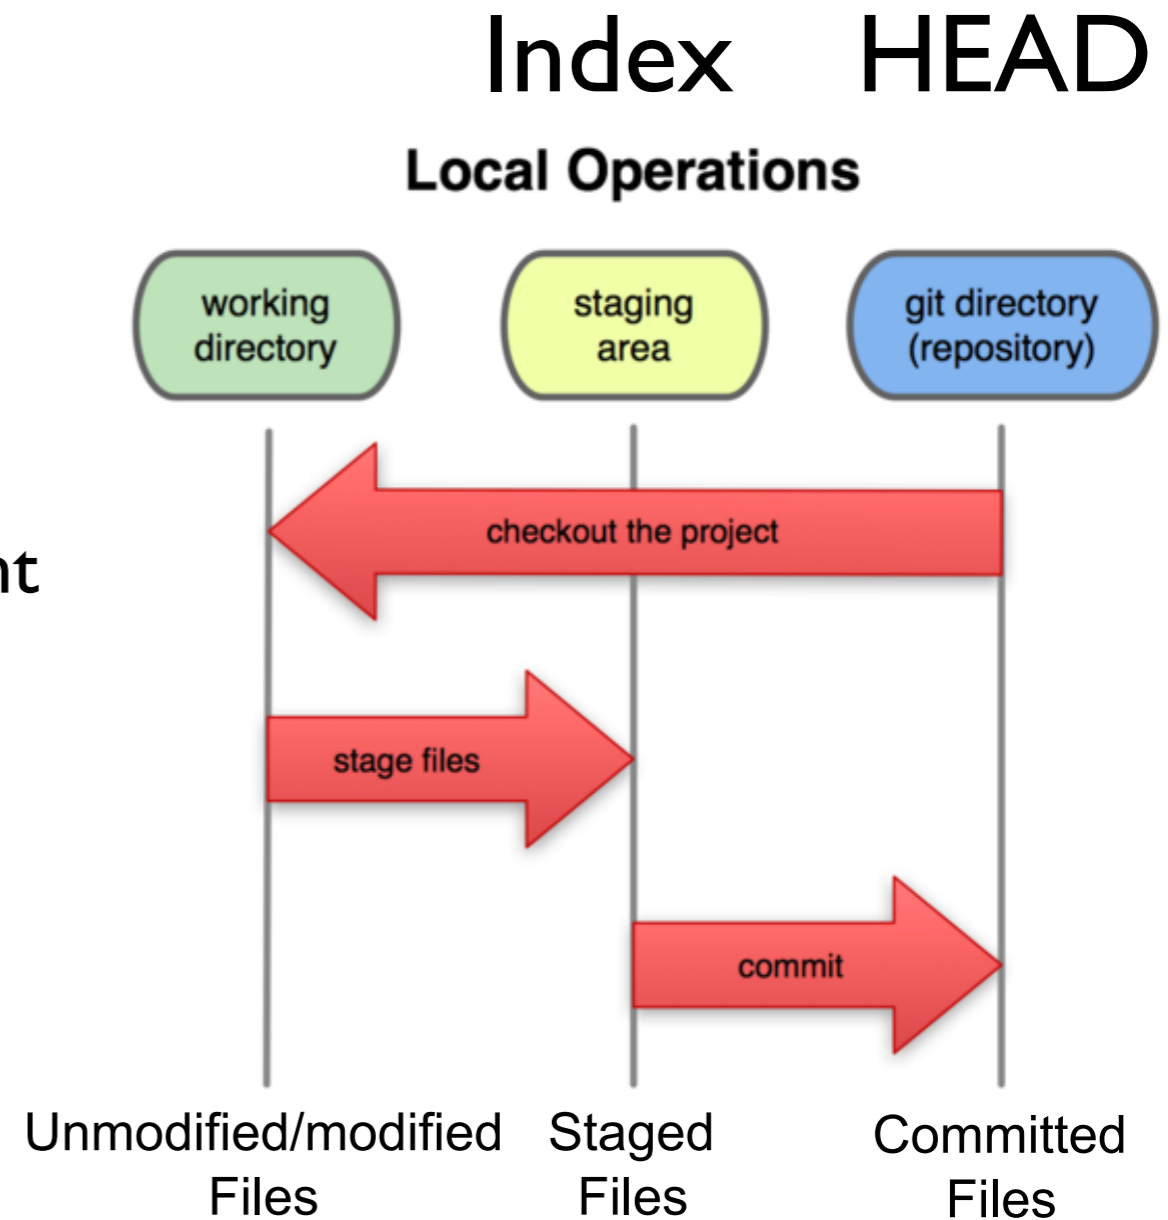 Index HEAD
Local Operations
working
directory
staging
area
git directory
(repository)
checkout the project
nt
stage files
commit
Unmodified/modified
Files
Staged
Files
Committed
Files